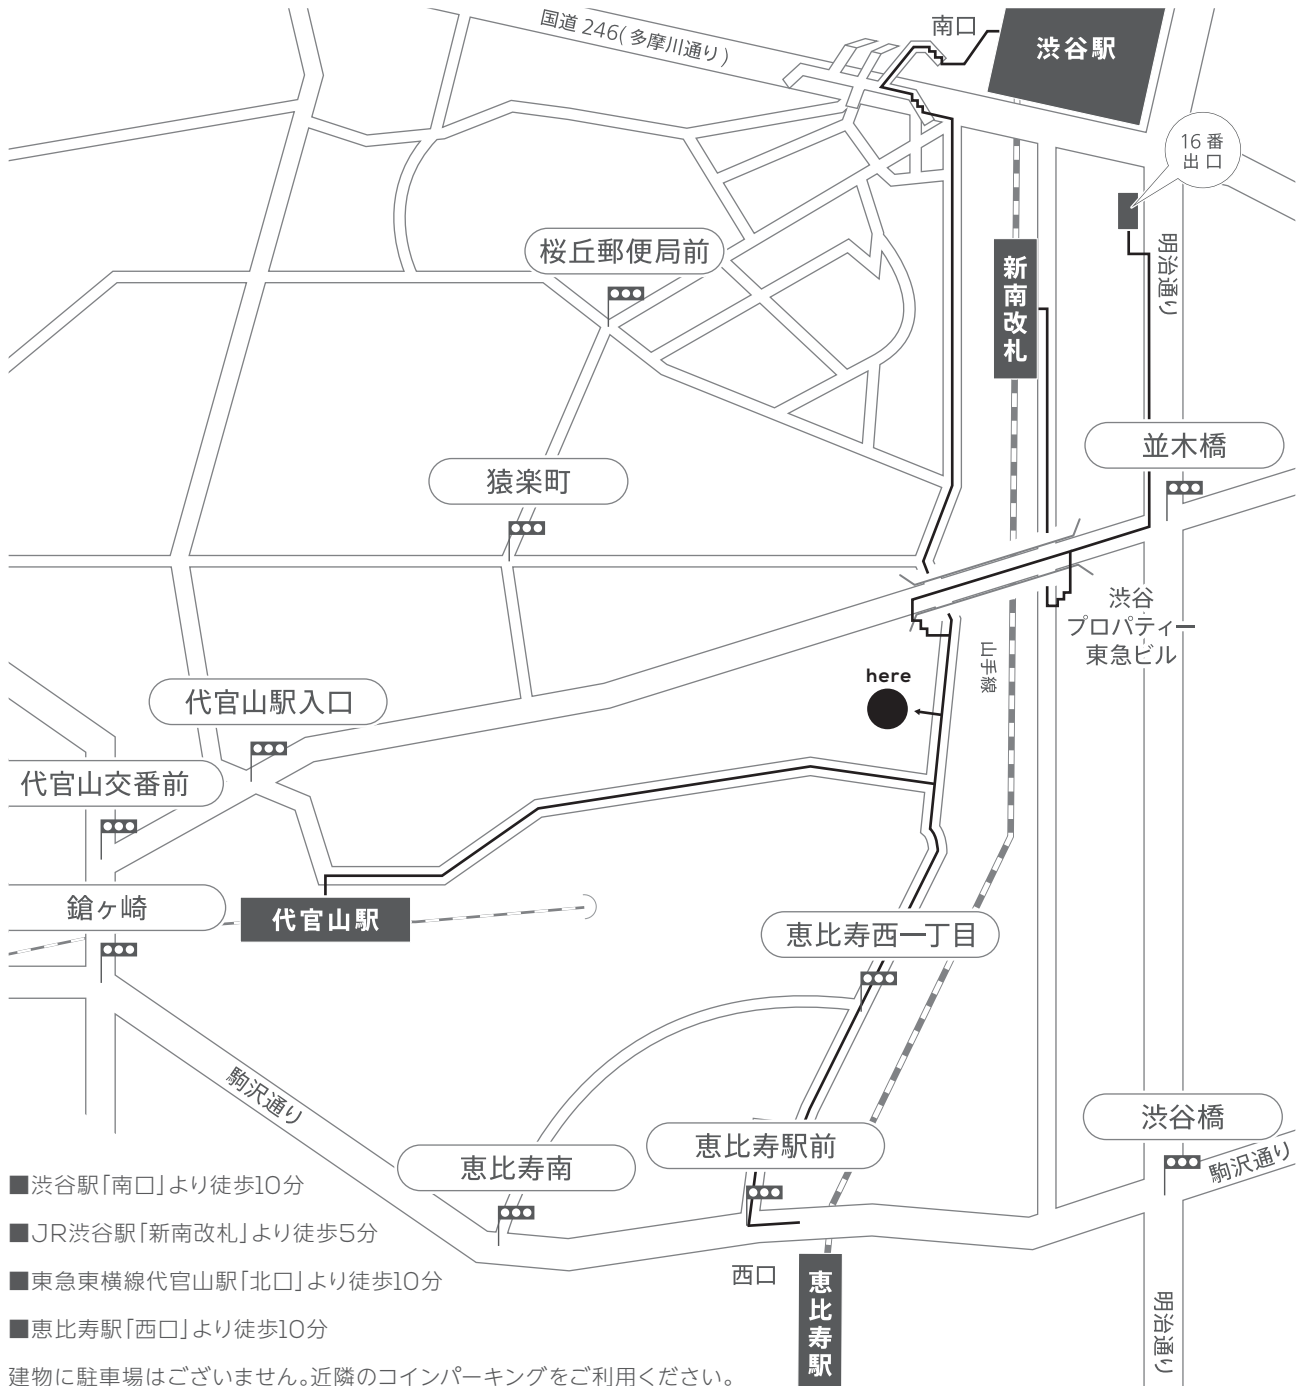 国道 246(多摩川通り)
南口
渋谷駅
16 番
出 口
明治通り
桜丘郵便局前
新南改札
並木橋
猿楽町
渋谷
プロパティー
東急ビル
山手線
here
代官山駅入口
代官山交番前
鎗ヶ崎
代官山駅
恵比寿西一丁目
駒沢通り
渋谷橋
恵比寿駅前
恵比寿南
駒沢通り
西口
恵比寿駅
明治通り
■渋谷駅「南口」より徒歩10分
■JR渋谷駅「新南改札」より徒歩5分
■東急東横線代官山駅「北口」より徒歩10分
■恵比寿駅「西口」より徒歩10分
建物に駐車場はございません。近隣のコインパーキングをご利用ください。